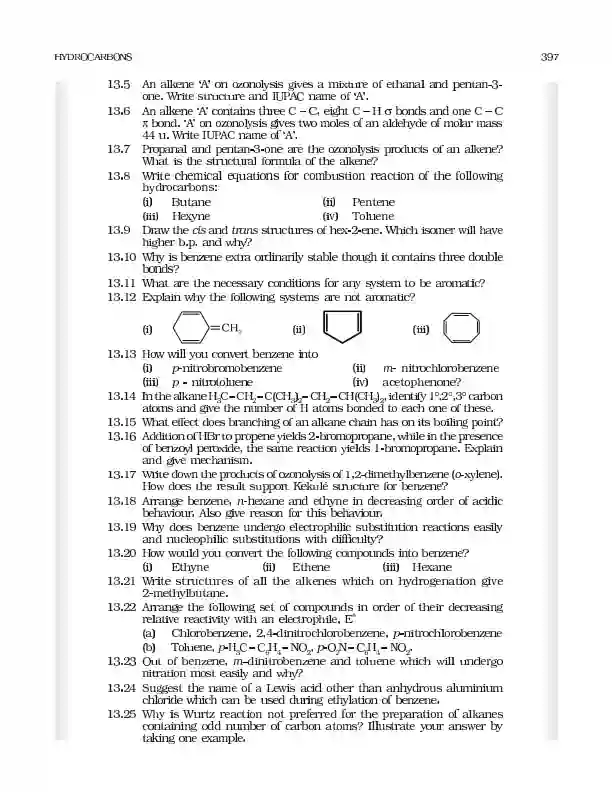 HYDROCARBONS 397
13.5 An alkene ‘A’ on ozonolysis gives a mixture of ethanal and pentan-3-
one. Write structure and IUPAC name of ‘A’.
13.6 An alkene ‘A’ contains three C – C, eight C – H σ bonds and one C – C
π bond. ‘A’ on ozonolysis gives two moles of an aldehyde of molar mass
44 u. Write IUPAC name of ‘A’.
13.7 Propanal and pentan-3-one are the ozonolysis products of an alkene?
What is the structural formula of the alkene?
13.8 Write chemical equations for combustion reaction of the following
hydrocarbons:
(i) Butane (ii) Pentene
(iii) Hexyne (iv) Toluene
13.9 Draw the cis and trans structures of hex-2-ene. Which isomer will have
higher b.p. and why?
13.10 Why is benzene extra ordinarily stable though it contains three double
bonds?
13.11 What are the necessary conditions for any system to be aromatic?
13.12 Explain why the following systems are not aromatic?
(i) =CH₂ (ii) (iii)
13.13 How will you convert benzene into
(i) p-nitrobromobenzene (ii) m- nitrochlorobenzene
(iii) p - nitrotoluene (iv) acetophenone?
13.14 In the alkane H₃C – CH₂ – C(CH₃)₂ – CH₂ – CH(CH₃)₂, identify 1°,2°,3° carbon
atoms and give the number of H atoms bonded to each one of these.
13.15 What effect does branching of an alkane chain has on its boiling point?
13.16 Addition of HBr to propene yields 2-bromopropane, while in the presence
of benzoyl peroxide, the same reaction yields 1-bromopropane. Explain
and give mechanism.
13.17 Write down the products of ozonolysis of 1,2-dimethylbenzene (o-xylene).
How does the result support Kekulé structure for benzene?
13.18 Arrange benzene, n-hexane and ethyne in decreasing order of acidic
behaviour. Also give reason for this behaviour.
13.19 Why does benzene undergo electrophilic substitution reactions easily
and nucleophilic substitutions with difficulty?
13.20 How would you convert the following compounds into benzene?
(i) Ethyne (ii) Ethene (iii) Hexane
13.21 Write structures of all the alkenes which on hydrogenation give
2-methylbutane.
13.22 Arrange the following set of compounds in order of their decreasing
relative reactivity with an electrophile, E⁺
(a) Chlorobenzene, 2,4-dinitrochlorobenzene, p-nitrochlorobenzene
(b) Toluene, p-H₃C – C₆H₄ – NO₂, p-O₂N – C₆H₄ – NO₂.
13.23 Out of benzene, m–dinitrobenzene and toluene which will undergo
nitration most easily and why?
13.24 Suggest the name of a Lewis acid other than anhydrous aluminium
chloride which can be used during ethylation of benzene.
13.25 Why is Wurtz reaction not preferred for the preparation of alkanes
containing odd number of carbon atoms? Illustrate your answer by
taking one example.